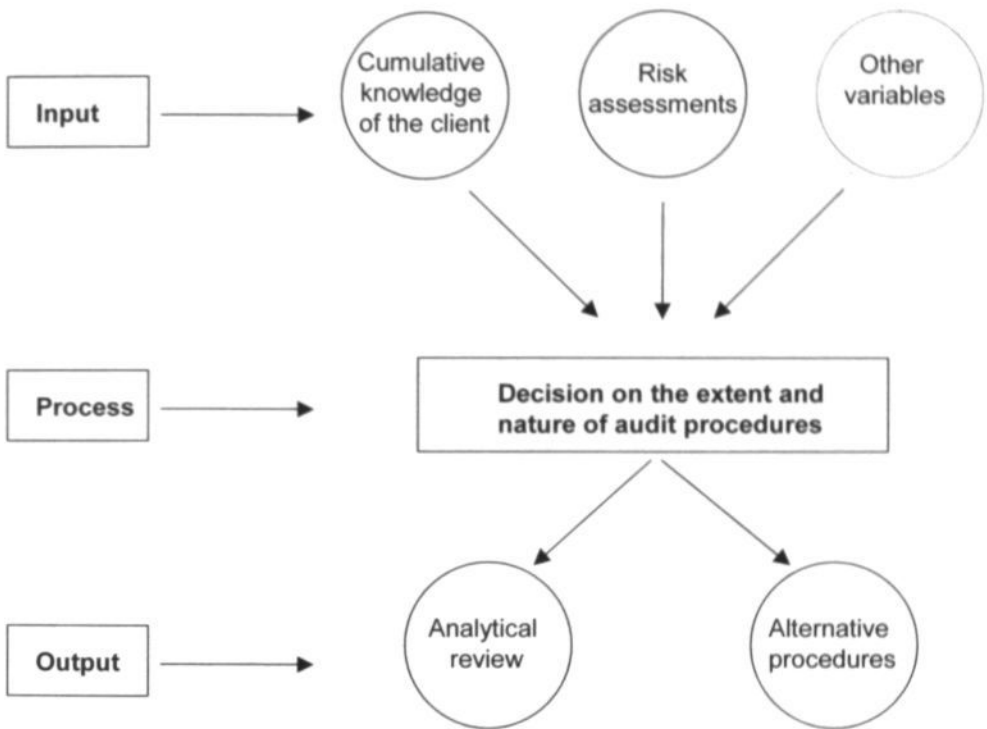 Input
Cumulative
knowledge
of the client
Risk
assessments
Other
variables
Process
Decision on the extent and
nature of audit procedures
Output
Analytical
review
Alternative
procedures